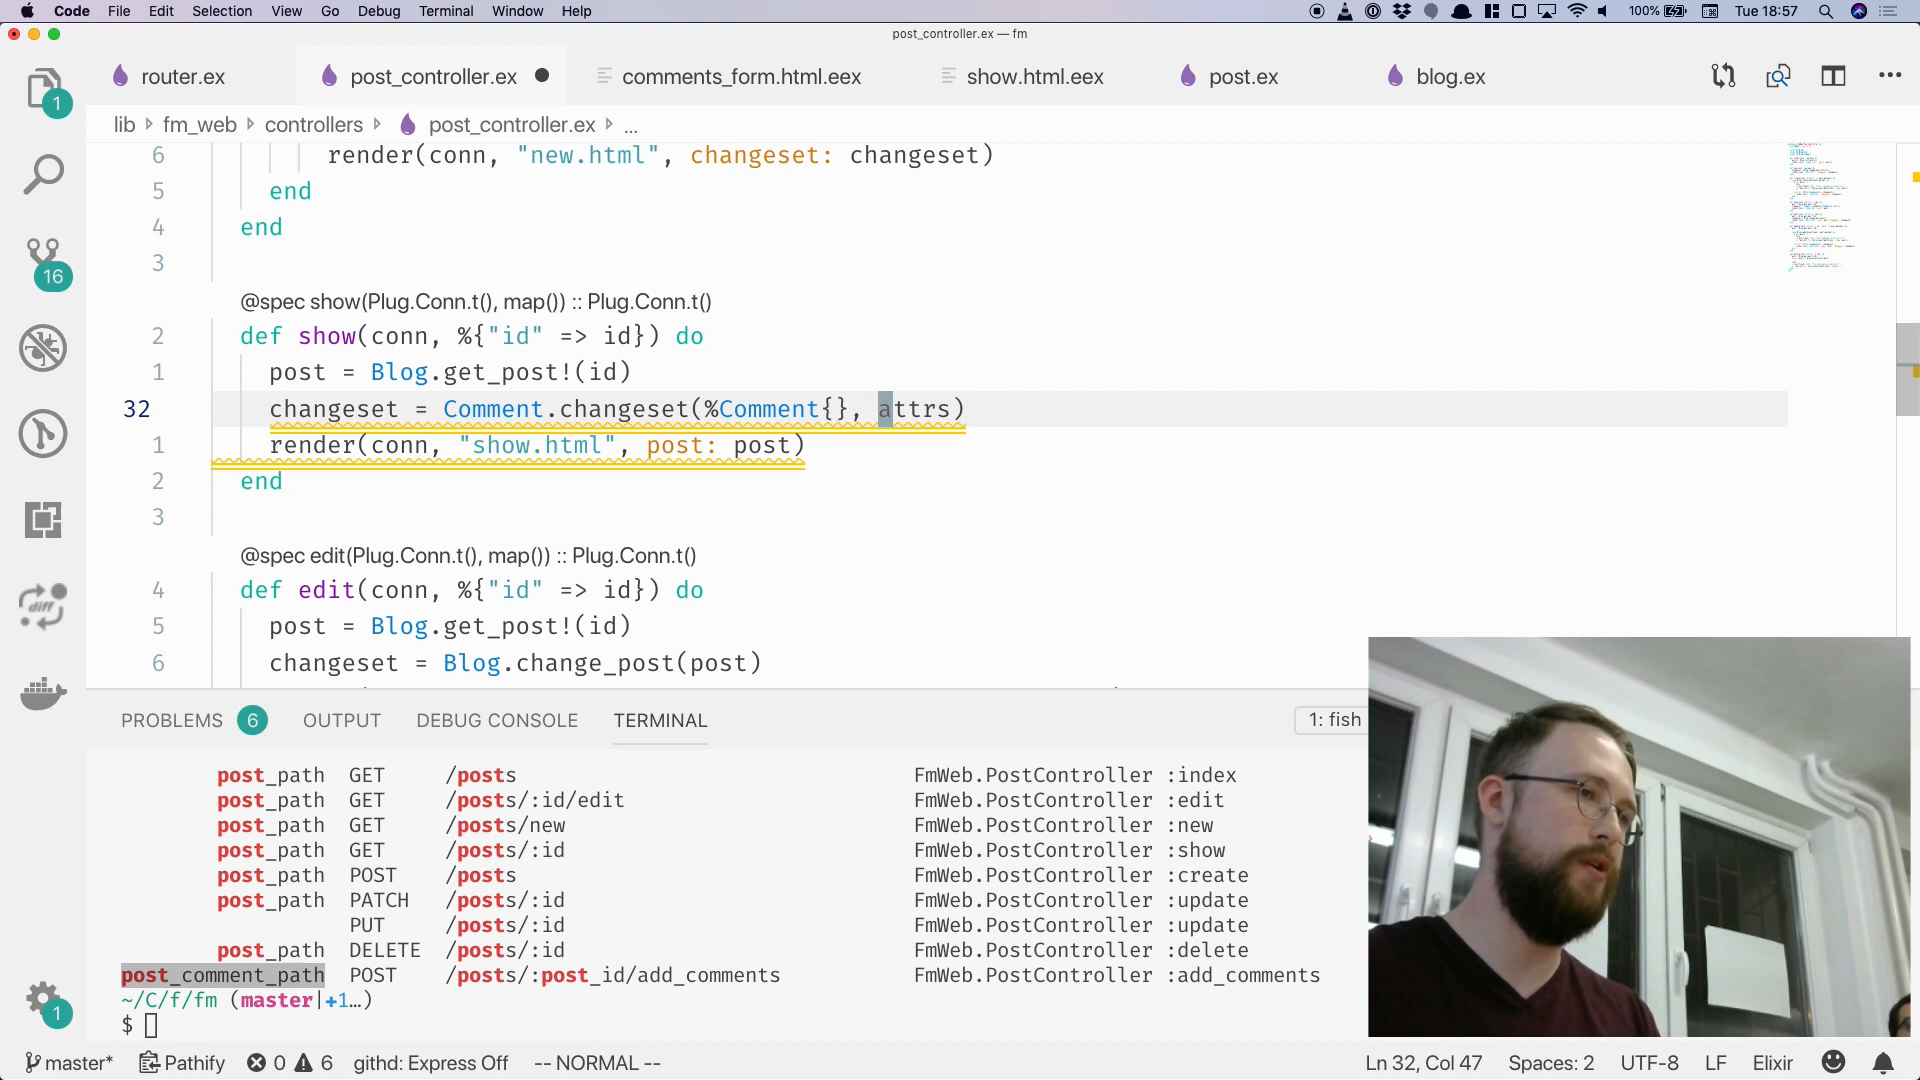 Code File Edit Selection View Go Debug Terminal Window Help 100% Tue 18:57
post_controller.ex — fm
router.ex post_controller.ex comments_form.html.eex show.html.eex post.ex blog.ex
lib fm_web controllers post_controller.ex ...
6 render(conn, "new.html", changeset: changeset)
5 end
4 end
3
@spec show(Plug.Conn.t(), map()) :: Plug.Conn.t()
2 def show(conn, %{"id" => id}) do
1 post = Blog.get_post!(id)
32 changeset = Comment.changeset(%Comment{}, attrs)
1 render(conn, "show.html", post: post)
2 end
3
@spec edit(Plug.Conn.t(), map()) :: Plug.Conn.t()
4 def edit(conn, %{"id" => id}) do
5 post = Blog.get_post!(id)
6 changeset = Blog.change_post(post)
1
16
diff
1
PROBLEMS 6 OUTPUT DEBUG CONSOLE TERMINAL 1: fish
post_path GET /posts FmWeb.PostController :index
post_path GET /posts/:id/edit FmWeb.PostController :edit
post_path GET /posts/new FmWeb.PostController :new
post_path GET /posts/:id FmWeb.PostController :show
post_path POST /posts FmWeb.PostController :create
post_path PATCH /posts/:id FmWeb.PostController :update
PUT /posts/:id FmWeb.PostController :update
post_path DELETE /posts/:id FmWeb.PostController :delete
post_comment_path POST /posts/:post_id/add_comments FmWeb.PostController :add_comments
~/C/f/fm (master|+1…)
$
master* Pathify 0 6 githd: Express Off -- NORMAL -- Ln 32, Col 47 Spaces: 2 UTF-8 LF Elixir